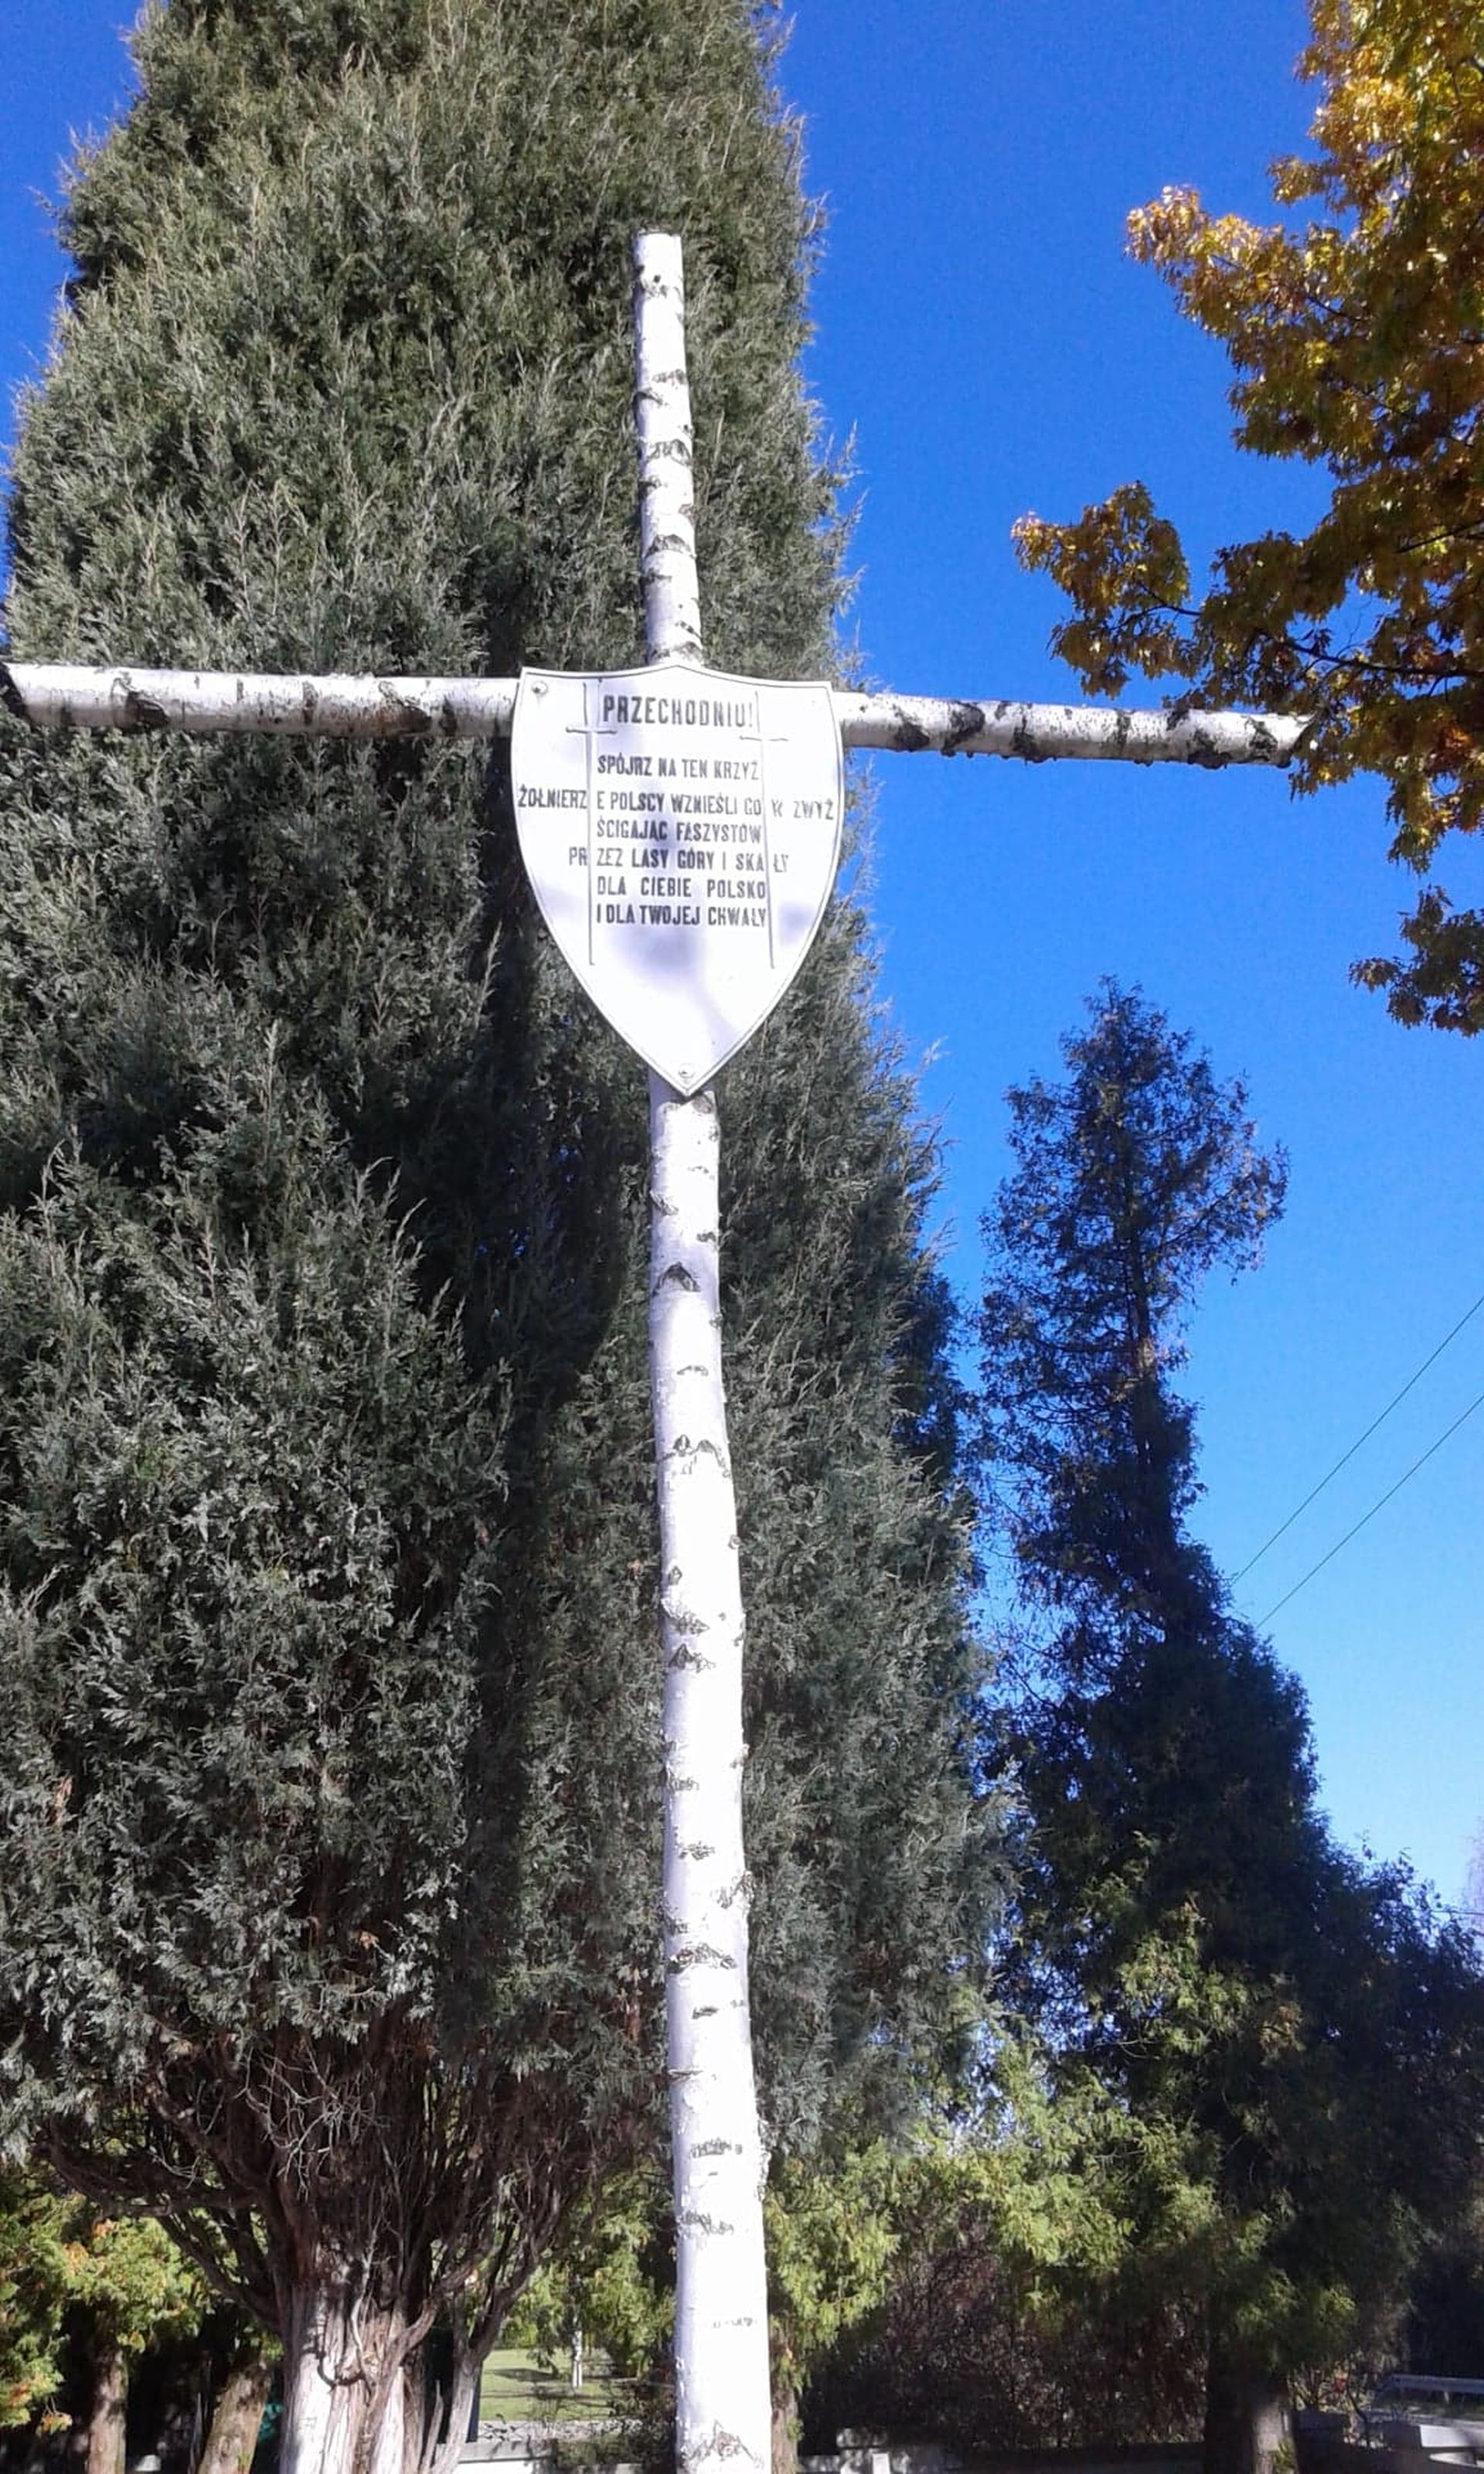 PRZECHODNIU!
SPÓJRZ NA TEN KRZYŻ
ŻOŁNIERZE POLSCY WZNIEŚLI GO W ZWYŻ
ŚCIGAJĄC FASZYSTÓW
PRZEZ LASY GÓRY I SKAŁY
DLA CIEBIE POLSKO
I DLA TWOJEJ CHWAŁY